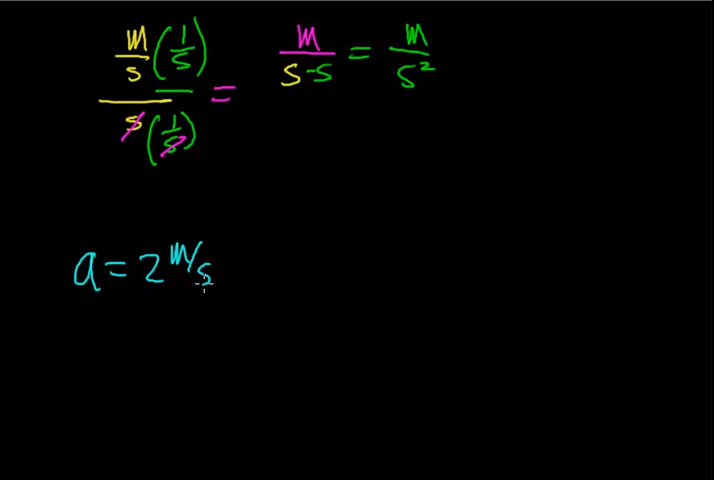 m/s (1/s) / s (1/s) = m / s·s = m / s²
a = 2 m/s